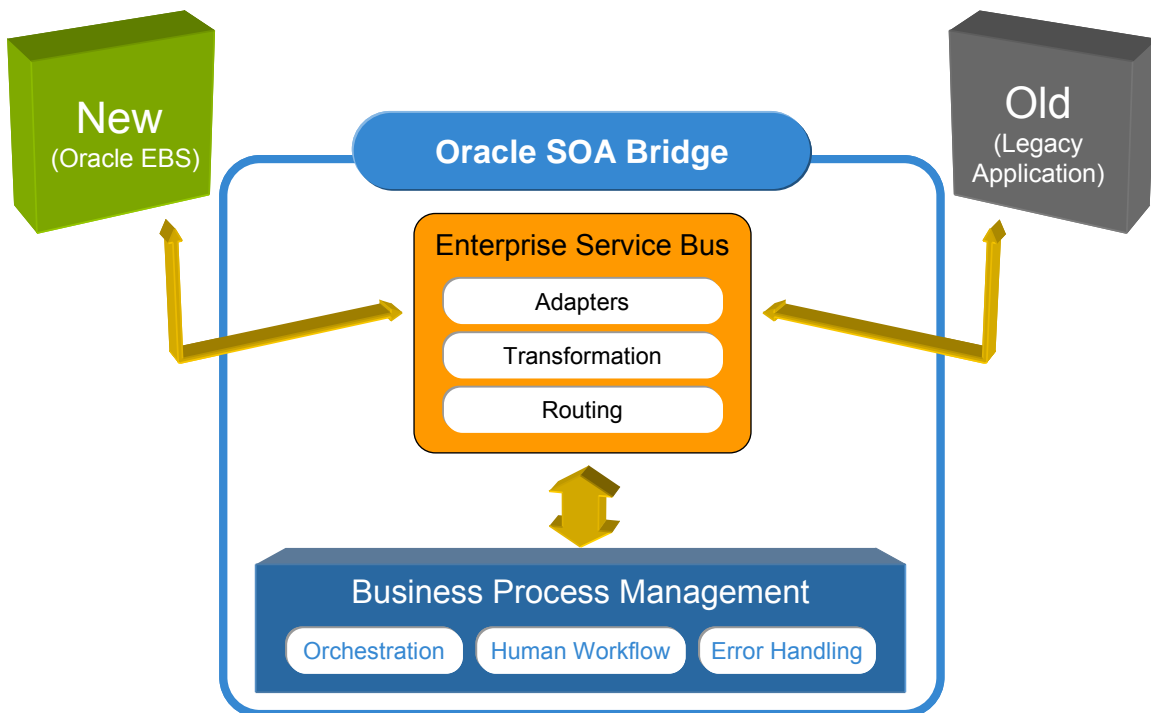 New
(Oracle EBS)
Old
(Legacy
Application)
Oracle SOA Bridge
Enterprise Service Bus
Adapters
Transformation
Routing
Business Process Management
Orchestration
Human Workflow
Error Handling